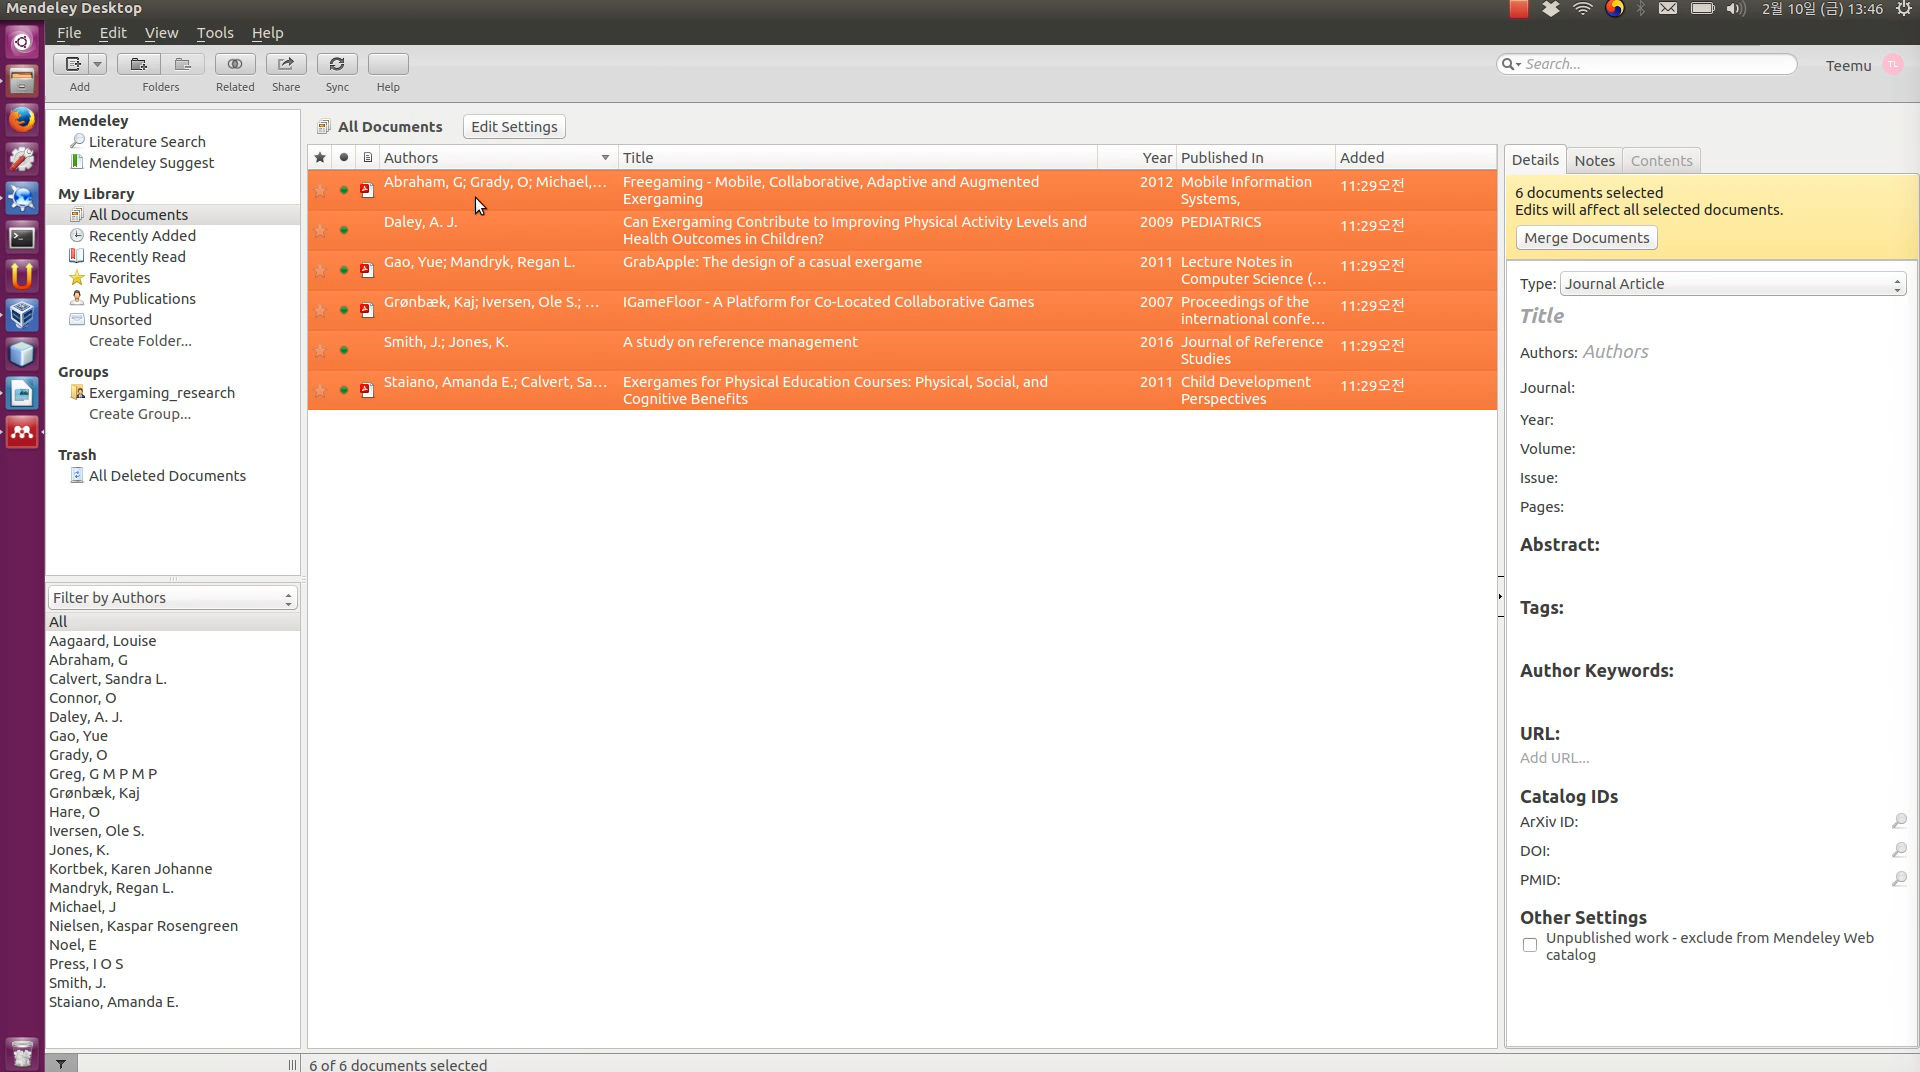 Mendeley Desktop
2월 10일 (금) 13:46
File Edit View Tools Help
Search...
Teemu TL
Add Folders Related Share Sync Help
Mendeley
Literature Search
Mendeley Suggest
My Library
All Documents
Recently Added
Recently Read
Favorites
My Publications
Unsorted
Create Folder...
Groups
Exergaming_research
Create Group...
Trash
All Deleted Documents
Filter by Authors
All
Aagaard, Louise
Abraham, G
Calvert, Sandra L.
Connor, O
Daley, A. J.
Gao, Yue
Grady, O
Greg, G M P M P
Grønbæk, Kaj
Hare, O
Iversen, Ole S.
Jones, K.
Kortbek, Karen Johanne
Mandryk, Regan L.
Michael, J
Nielsen, Kaspar Rosengreen
Noel, E
Press, I O S
Smith, J.
Staiano, Amanda E.
All Documents Edit Settings
Authors Title Year Published In Added
Abraham, G; Grady, O; Michael,... Freegaming - Mobile, Collaborative, Adaptive and Augmented 2012 Mobile Information 11:29오전
Exergaming Systems,
Daley, A. J. Can Exergaming Contribute to Improving Physical Activity Levels and 2009 PEDIATRICS 11:29오전
Health Outcomes in Children?
Gao, Yue; Mandryk, Regan L. GrabApple: The design of a casual exergame 2011 Lecture Notes in 11:29오전
Computer Science (...
Grønbæk, Kaj; Iversen, Ole S.; ... IGameFloor - A Platform for Co-Located Collaborative Games 2007 Proceedings of the 11:29오전
international confe...
Smith, J.; Jones, K. A study on reference management 2016 Journal of Reference 11:29오전
Studies
Staiano, Amanda E.; Calvert, Sa... Exergames for Physical Education Courses: Physical, Social, and 2011 Child Development 11:29오전
Cognitive Benefits Perspectives
6 of 6 documents selected
Details Notes Contents
6 documents selected
Edits will affect all selected documents.
Merge Documents
Type: Journal Article
Title
Authors: Authors
Journal:
Year:
Volume:
Issue:
Pages:
Abstract:
Tags:
Author Keywords:
URL:
Add URL...
Catalog IDs
ArXiv ID:
DOI:
PMID:
Other Settings
Unpublished work - exclude from Mendeley Web
catalog